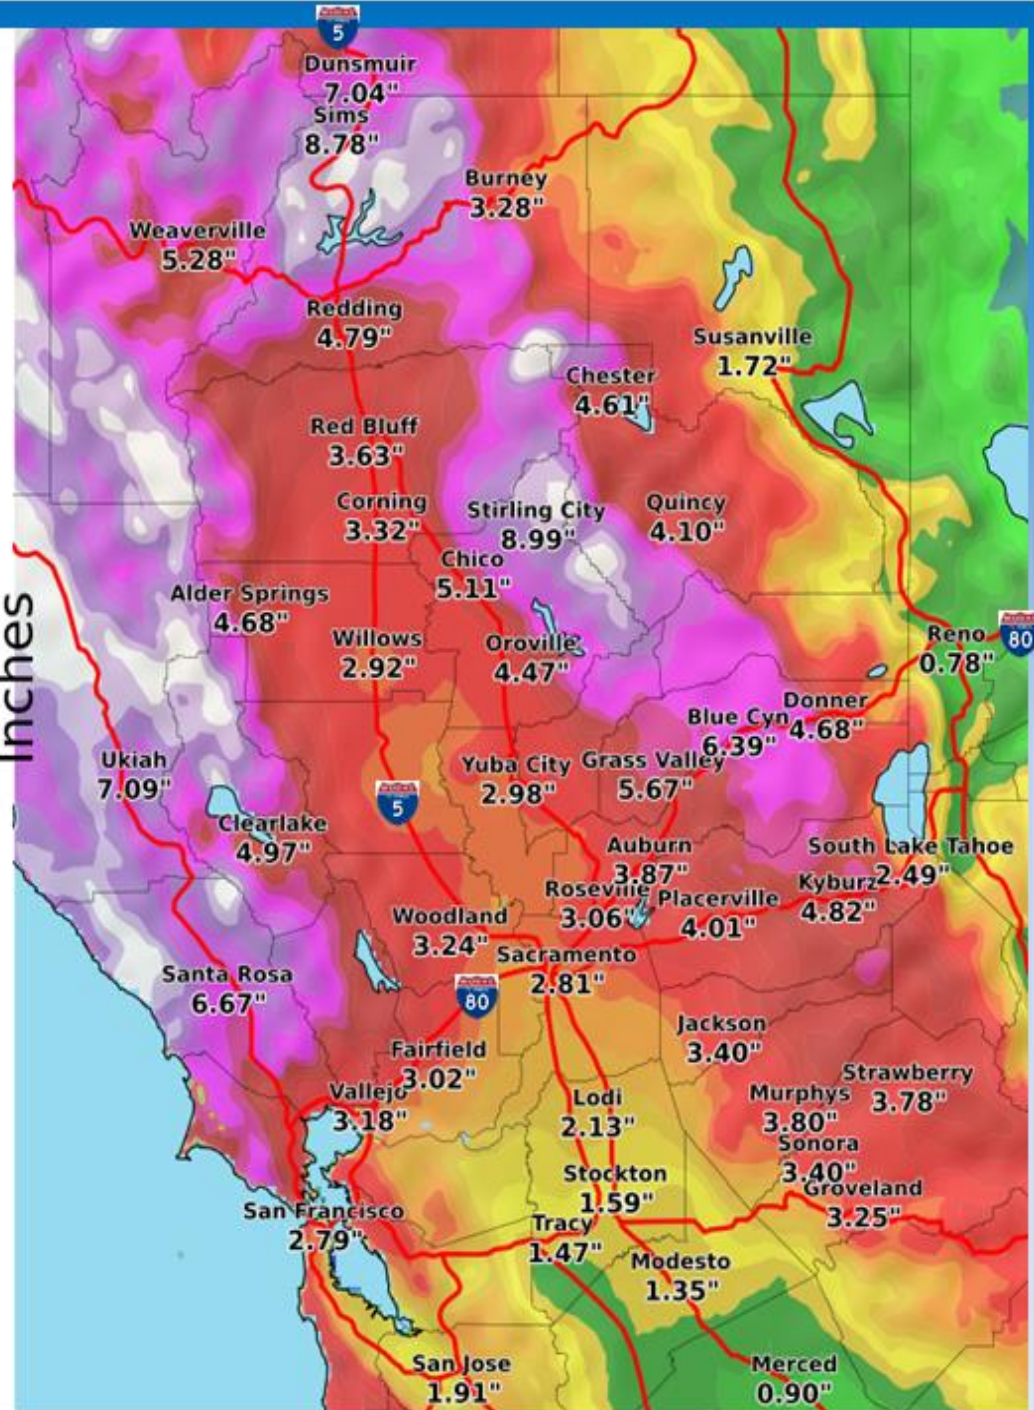 5
Dunsmuir
7.04"
Sims
8.78"
Burney
3.28"
Weaverville
5.28"
Redding
4.79"
Susanville
1.72"
Chester
4.61"
Red Bluff
3.63"
Corning
3.32"
Stirling City
8.99"
Quincy
4.10"
Chico
5.11"
Alder Springs
4.68"
Inches
Willows
2.92"
Oroville
4.47"
Reno
0.78"
80
Donner
4.68"
Blue Cyn
6.39"
Ukiah
7.09"
Yuba City
2.98"
Grass Valley
5.67"
5
Clearlake
4.97"
Auburn
3.87"
South Lake Tahoe
2.49"
Kyburz
4.82"
Roseville
3.06"
Placerville
4.01"
Woodland
3.24"
Sacramento
2.81"
Santa Rosa
6.67"
80
Jackson
3.40"
Fairfield
3.02"
Strawberry
3.78"
Vallejo
3.18"
Lodi
2.13"
Murphys
3.80"
Sonora
3.40"
Stockton
1.59"
Groveland
3.25"
San Francisco
2.79"
Tracy
1.47"
Modesto
1.35"
San Jose
1.91"
Merced
0.90"